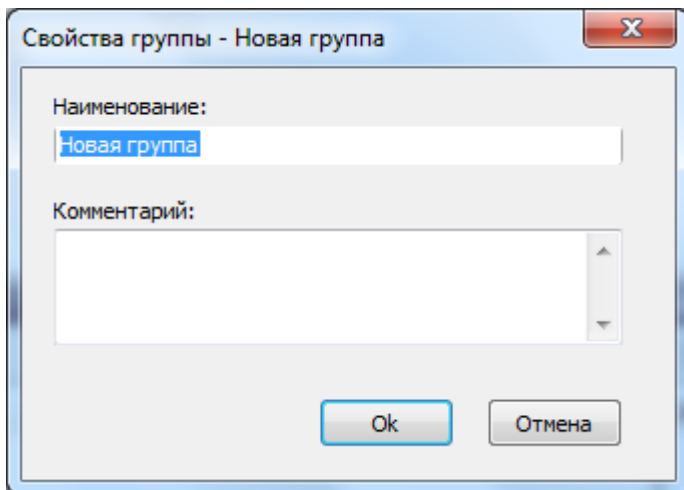 Свойства группы - Новая группа
Наименование:
Новая группа
Комментарий:
Ok
Отмена